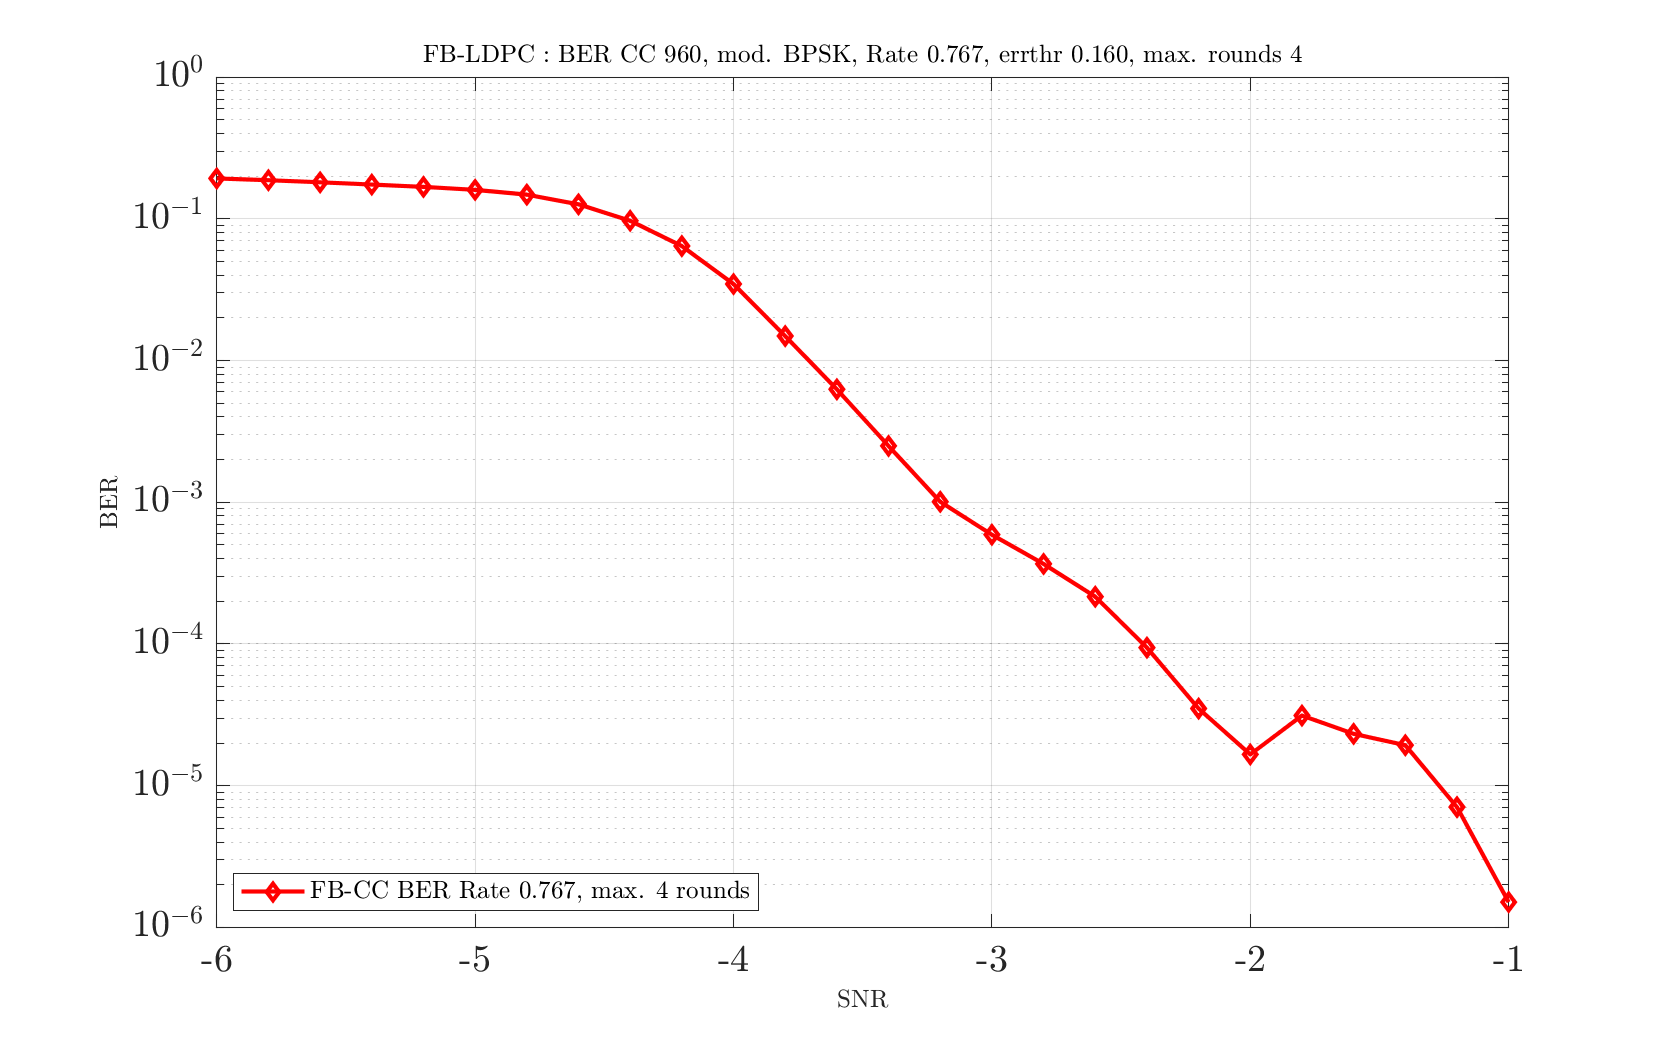 FB-LDPC : BER CC 960, mod. BPSK, Rate 0.767, errthr 0.160, max. rounds 4
10^0
10^-1
10^-2
10^-3
10^-4
10^-5
10^-6
BER
FB-CC BER Rate 0.767, max. 4 rounds
-6 -5 -4 -3 -2 -1
SNR